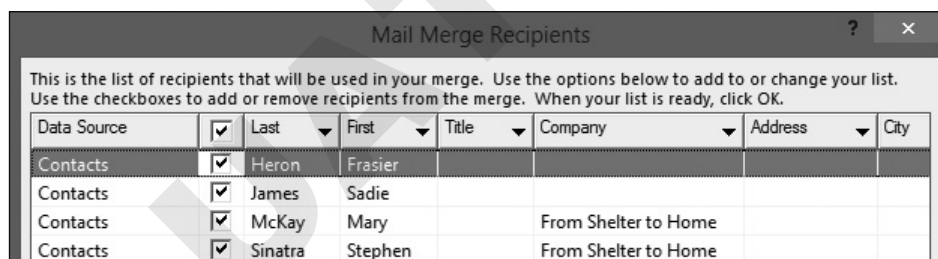 Mail Merge Recipients ? ×
This is the list of recipients that will be used in your merge. Use the options below to add to or change your list.
Use the checkboxes to add or remove recipients from the merge. When your list is ready, click OK.
Data Source Last First Title Company Address City
Contacts Heron Frasier
Contacts James Sadie
Contacts McKay Mary From Shelter to Home
Contacts Sinatra Stephen From Shelter to Home